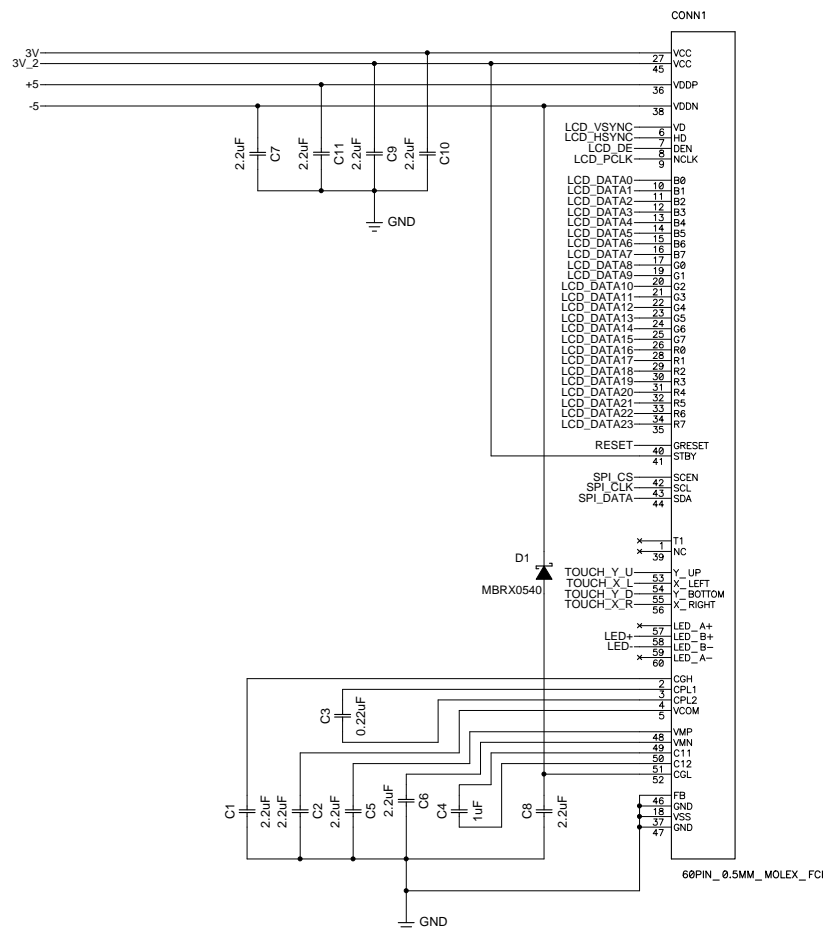 CONN1
3V
3V_2
+5
-5
VCC
27
VCC
45
VDDP
36
VDDN
38
LCD_VSYNC VD
6
LCD_HSYNC HD
7
LCD_DE DEN
8
LCD_PCLK NCLK
9
2.2uF C7
2.2uF C11
2.2uF C9
2.2uF C10
GND
LCD_DATA0 B0
10
LCD_DATA1 B1
11
LCD_DATA2 B2
12
LCD_DATA3 B3
13
LCD_DATA4 B4
14
LCD_DATA5 B5
15
LCD_DATA6 B6
16
LCD_DATA7 B7
17
LCD_DATA8 G0
19
LCD_DATA9 G1
20
LCD_DATA10 G2
21
LCD_DATA11 G3
22
LCD_DATA12 G4
23
LCD_DATA13 G5
24
LCD_DATA14 G6
25
LCD_DATA15 G7
26
LCD_DATA16 R0
28
LCD_DATA17 R1
29
LCD_DATA18 R2
30
LCD_DATA19 R3
31
LCD_DATA20 R4
32
LCD_DATA21 R5
33
LCD_DATA22 R6
34
LCD_DATA23 R7
35
RESET GRESET
40
STBY
41
SPI_CS SCEN
42
SPI_CLK SCL
43
SPI_DATA SDA
44
T1
1
NC
39
D1
MBRX0540
TOUCH_Y_U Y_UP
53
TOUCH_X_L X_LEFT
54
TOUCH_Y_D Y_BOTTOM
55
TOUCH_X_R X_RIGHT
56
LED_A+
57
LED+ LED_B+
58
LED- LED_B-
59
LED_A-
60
CGH
2
CPL1
3
CPL2
4
VCOM
5
C3 0.22uF
VMP
48
VMN
49
C11
50
C12
51
CGL
52
C1 2.2uF
2.2uF C2
C5 2.2uF
2.2uF C6
C4 1uF
C8 2.2uF
FB
46
GND
18
VSS
37
GND
47
60PIN_0.5MM_MOLEX_FCI
GND